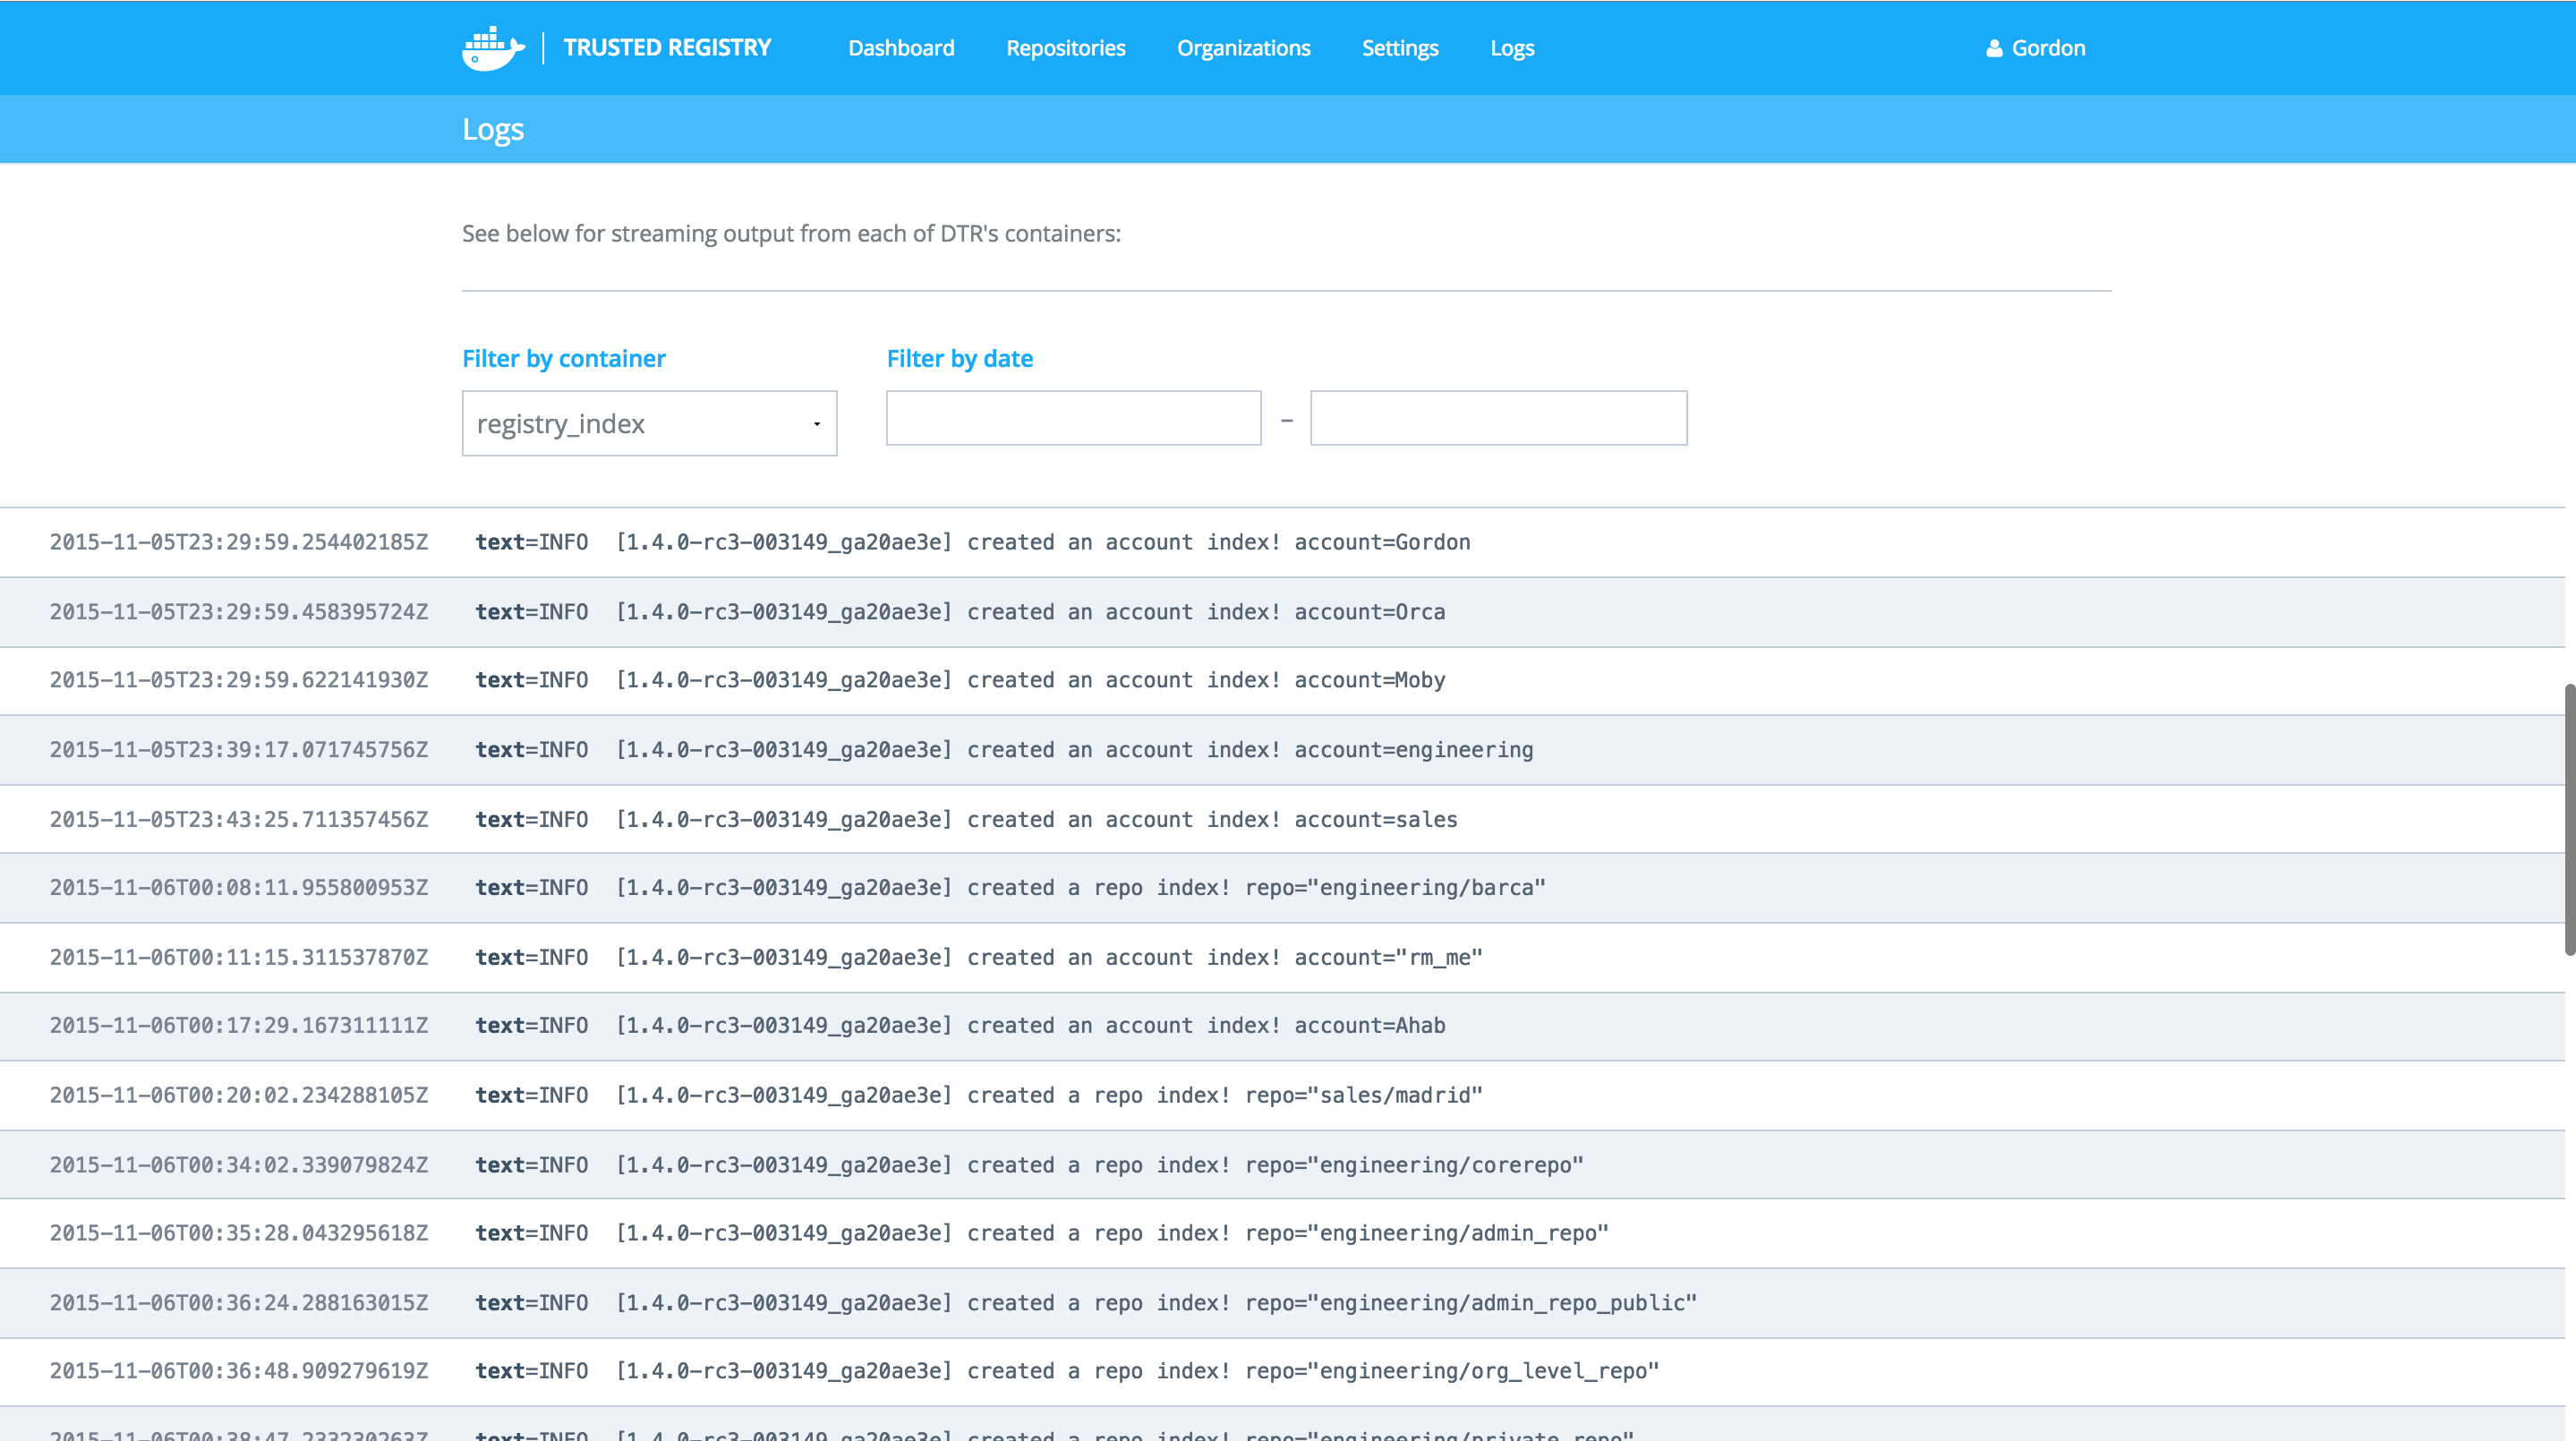 TRUSTED REGISTRY Dashboard Repositories Organizations Settings Logs Gordon
Logs
See below for streaming output from each of DTR's containers:
Filter by container Filter by date
registry_index –
2015-11-05T23:29:59.254402185Z text=INFO [1.4.0-rc3-003149_ga20ae3e] created an account index! account=Gordon
2015-11-05T23:29:59.458395724Z text=INFO [1.4.0-rc3-003149_ga20ae3e] created an account index! account=Orca
2015-11-05T23:29:59.622141930Z text=INFO [1.4.0-rc3-003149_ga20ae3e] created an account index! account=Moby
2015-11-05T23:39:17.071745756Z text=INFO [1.4.0-rc3-003149_ga20ae3e] created an account index! account=engineering
2015-11-05T23:43:25.711357456Z text=INFO [1.4.0-rc3-003149_ga20ae3e] created an account index! account=sales
2015-11-06T00:08:11.955800953Z text=INFO [1.4.0-rc3-003149_ga20ae3e] created a repo index! repo="engineering/barca"
2015-11-06T00:11:15.311537870Z text=INFO [1.4.0-rc3-003149_ga20ae3e] created an account index! account="rm_me"
2015-11-06T00:17:29.167311111Z text=INFO [1.4.0-rc3-003149_ga20ae3e] created an account index! account=Ahab
2015-11-06T00:20:02.234288105Z text=INFO [1.4.0-rc3-003149_ga20ae3e] created a repo index! repo="sales/madrid"
2015-11-06T00:34:02.339079824Z text=INFO [1.4.0-rc3-003149_ga20ae3e] created a repo index! repo="engineering/corerepo"
2015-11-06T00:35:28.043295618Z text=INFO [1.4.0-rc3-003149_ga20ae3e] created a repo index! repo="engineering/admin_repo"
2015-11-06T00:36:24.288163015Z text=INFO [1.4.0-rc3-003149_ga20ae3e] created a repo index! repo="engineering/admin_repo_public"
2015-11-06T00:36:48.909279619Z text=INFO [1.4.0-rc3-003149_ga20ae3e] created a repo index! repo="engineering/org_level_repo"
2015-11-06T00:38:47.233230263Z text=INFO [1.4.0-rc3-003149_ga20ae3e] created a repo index! repo="engineering/private_repo"